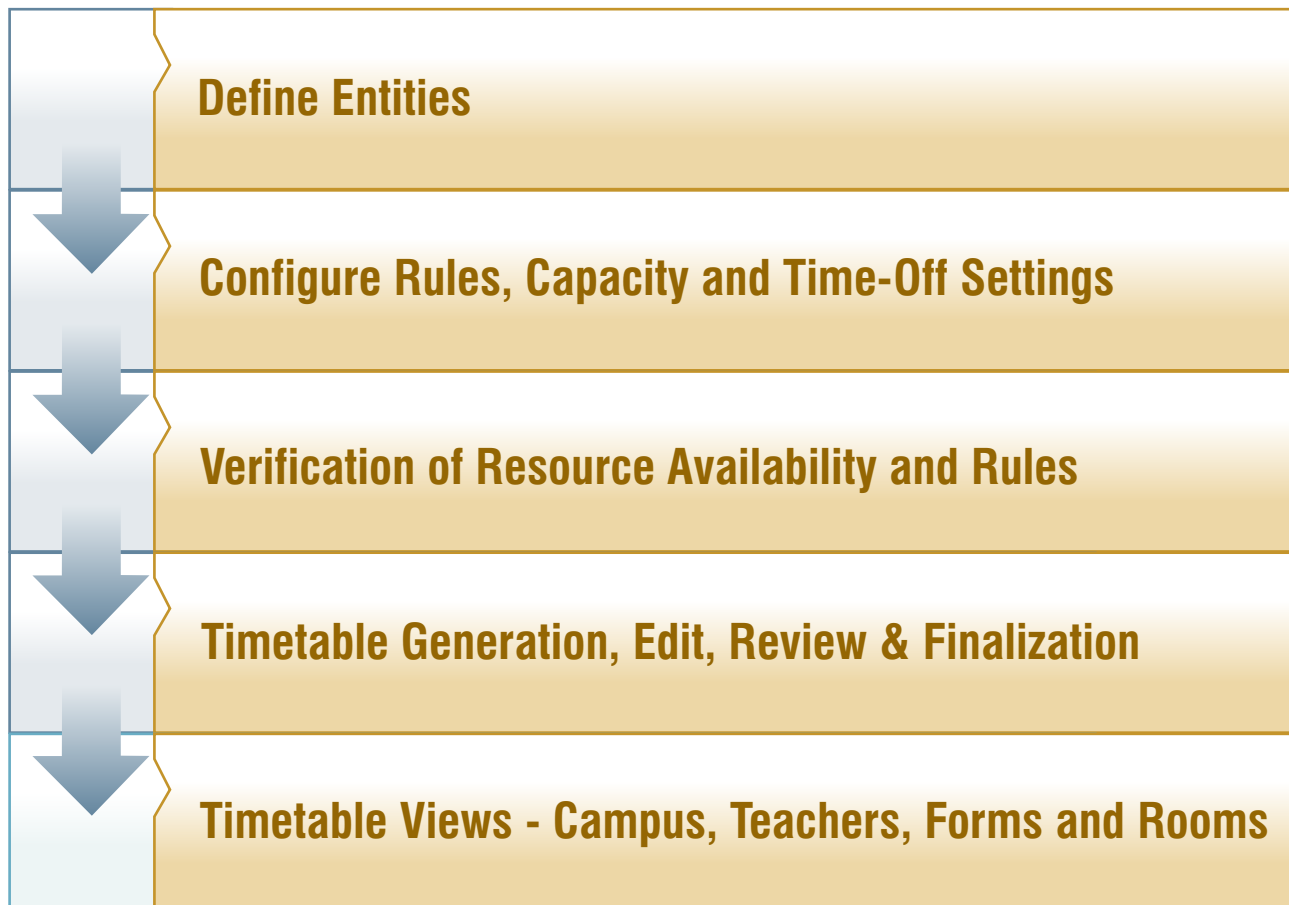 Define Entities
Configure Rules, Capacity and Time-Off Settings
Verification of Resource Availability and Rules
Timetable Generation, Edit, Review & Finalization
Timetable Views - Campus, Teachers, Forms and Rooms